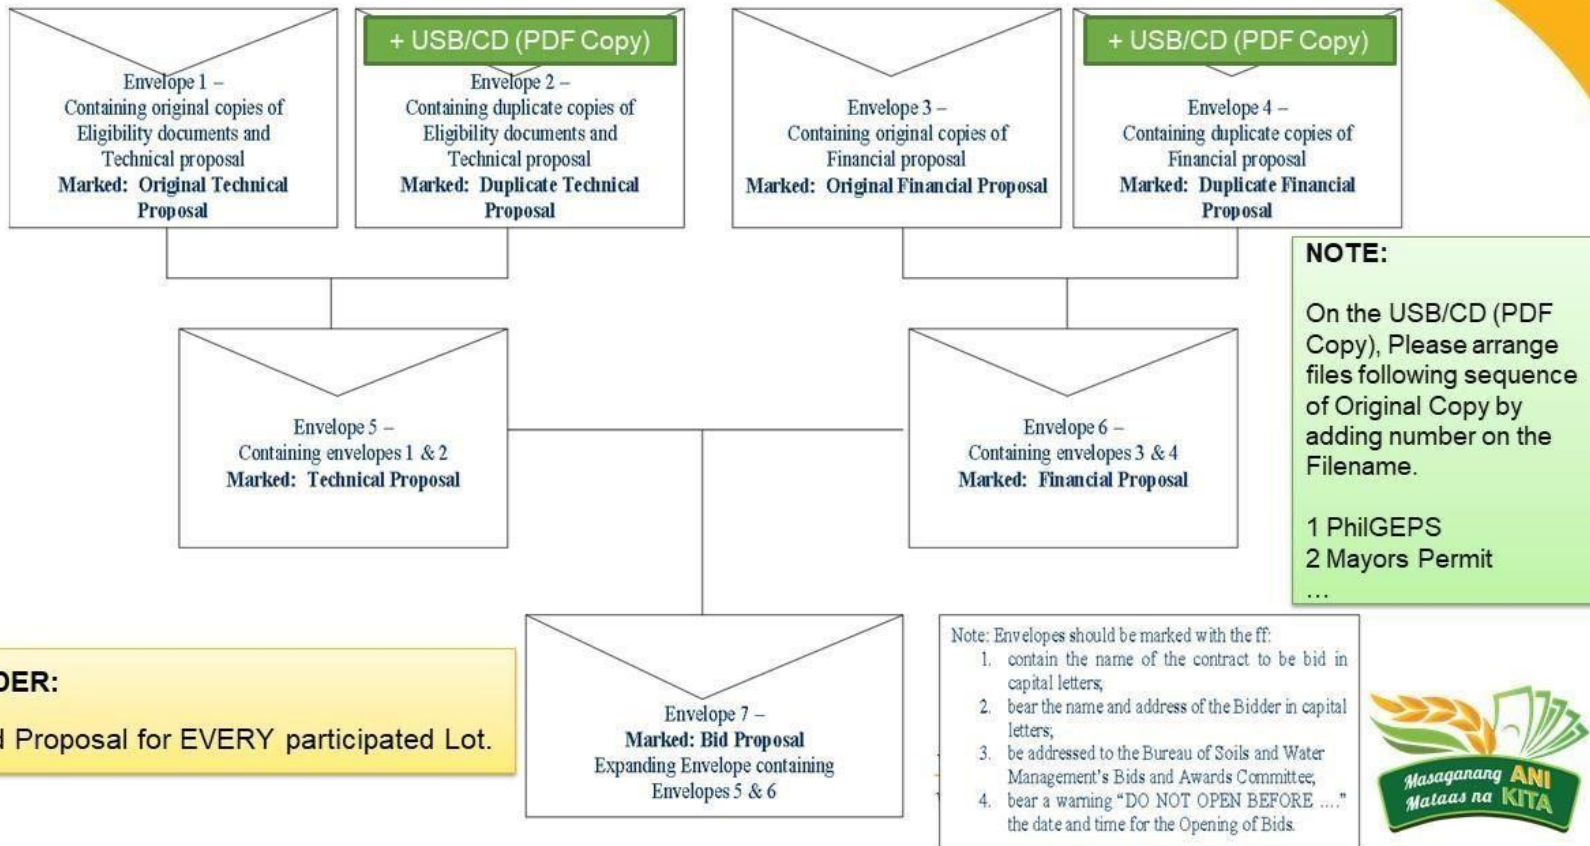 + USB/CD (PDF Copy)
+ USB/CD (PDF Copy)
Envelope 1 –
Containing original copies of
Eligibility documents and
Technical proposal
Marked: Original Technical
Proposal
Envelope 2 –
Containing duplicate copies of
Eligibility documents and
Technical proposal
Marked: Duplicate Technical
Proposal
Envelope 3 –
Containing original copies of
Financial proposal
Marked: Original Financial Proposal
Envelope 4 –
Containing duplicate copies of
Financial proposal
Marked: Duplicate Financial
Proposal
NOTE:
On the USB/CD (PDF
Copy), Please arrange
files following sequence
of Original Copy by
adding number on the
Filename.
1 PhilGEPS
2 Mayors Permit
...
Envelope 5 –
Containing envelopes 1 & 2
Marked: Technical Proposal
Envelope 6 –
Containing envelopes 3 & 4
Marked: Financial Proposal
DER:
Proposal for EVERY participated Lot.
Envelope 7 –
Marked: Bid Proposal
Expanding Envelope containing
Envelopes 5 & 6
Note: Envelopes should be marked with the ff:
1. contain the name of the contract to be bid in
capital letters;
2. bear the name and address of the Bidder in capital
letters;
3. be addressed to the Bureau of Soils and Water
Management's Bids and Awards Committee;
4. bear a warning “DO NOT OPEN BEFORE ....”
the date and time for the Opening of Bids.
Masaganang ANI
Mataas na KITA